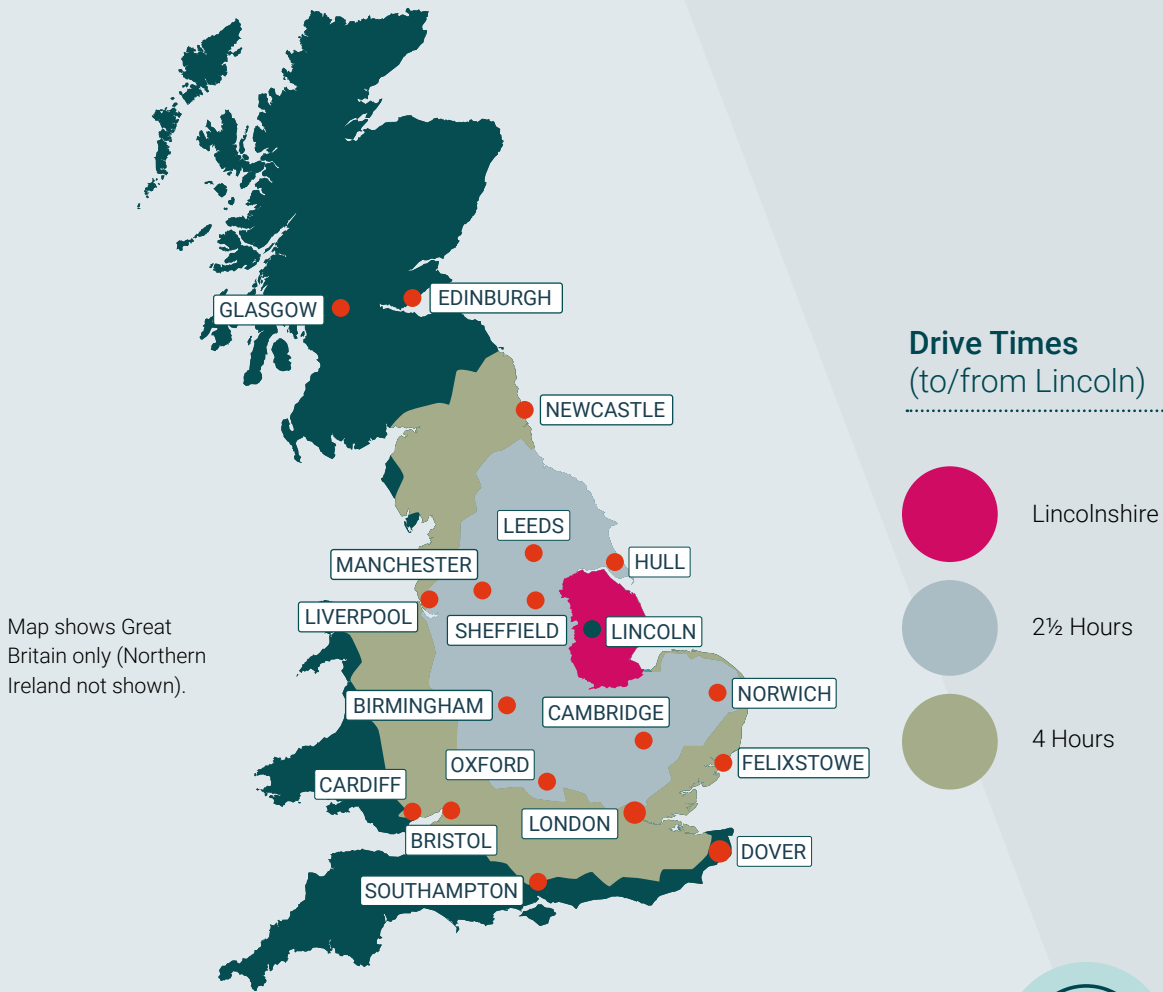 GLASGOW
EDINBURGH
NEWCASTLE
LEEDS
HULL
MANCHESTER
LIVERPOOL
SHEFFIELD
LINCOLN
BIRMINGHAM
CAMBRIDGE
NORWICH
OXFORD
FELIXSTOWE
CARDIFF
LONDON
BRISTOL
DOVER
SOUTHAMPTON
Map shows Great
Britain only (Northern
Ireland not shown).
Drive Times
(to/from Lincoln)
Lincolnshire
2½ Hours
4 Hours